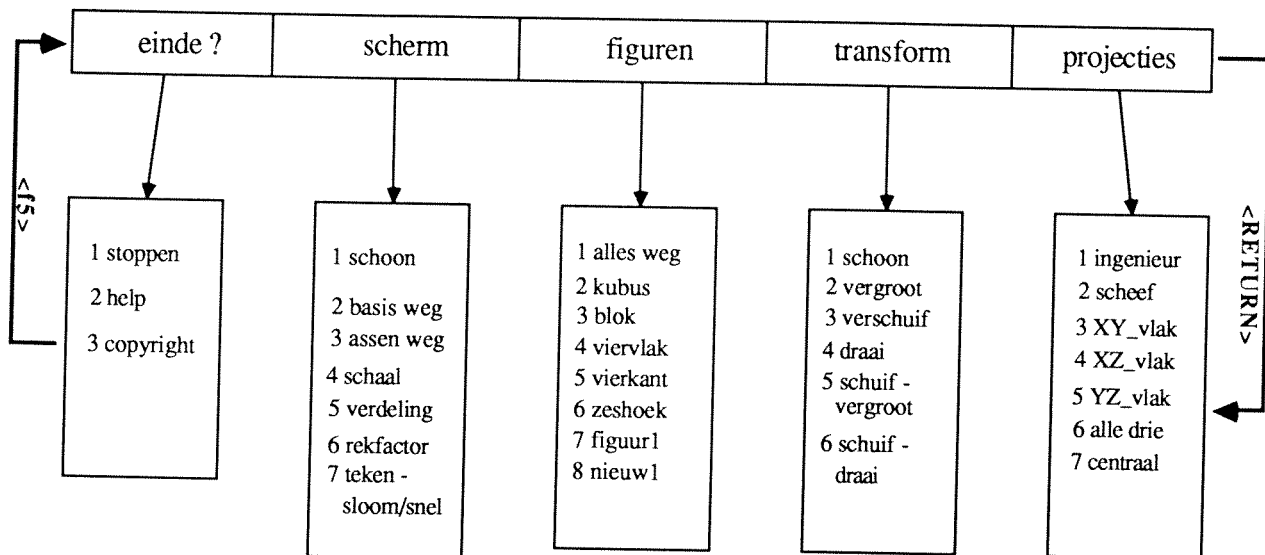 einde ?
scherm
figuren
transform
projecties
<f5>
<RETURN>
1 stoppen
2 help
3 copyright
1 schoon
2 basis weg
3 assen weg
4 schaal
5 verdeling
6 rekfactor
7 teken -
sloom/snel
1 alles weg
2 kubus
3 blok
4 viervlak
5 vierkant
6 zeshoek
7 figuur1
8 nieuw1
1 schoon
2 vergroot
3 verschuif
4 draai
5 schuif -
vergroot
6 schuif -
draai
1 ingenieur
2 scheef
3 XY_vlak
4 XZ_vlak
5 YZ_vlak
6 alle drie
7 centraal